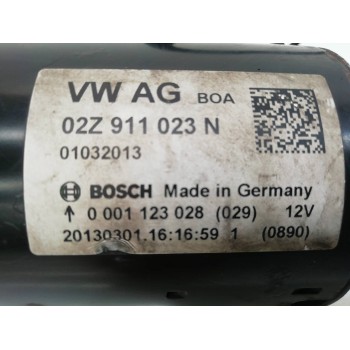 VW AG BOA
02Z 911 023 N
01032013
BOSCH Made in Germany
↑ 0 001 123 028 (029) 12V
20130301.16:16:59 1 (0890)